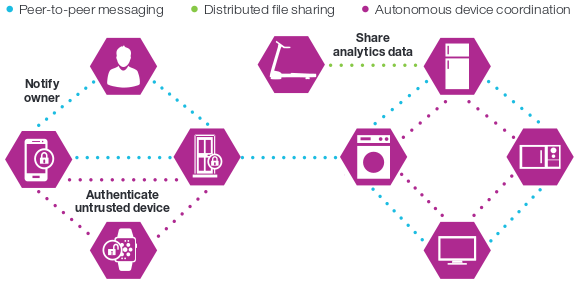 Peer-to-peer messaging
Distributed file sharing
Autonomous device coordination
Share
analytics data
Notify
owner
Authenticate
untrusted device